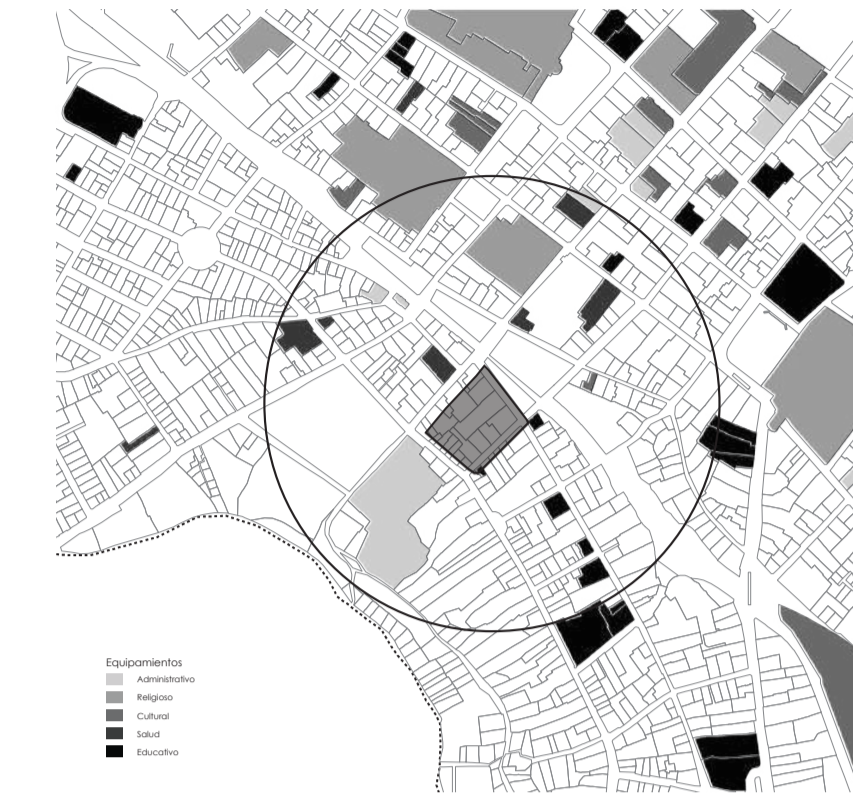 Equipamientos
Administrativo
Religioso
Cultural
Salud
Educativo